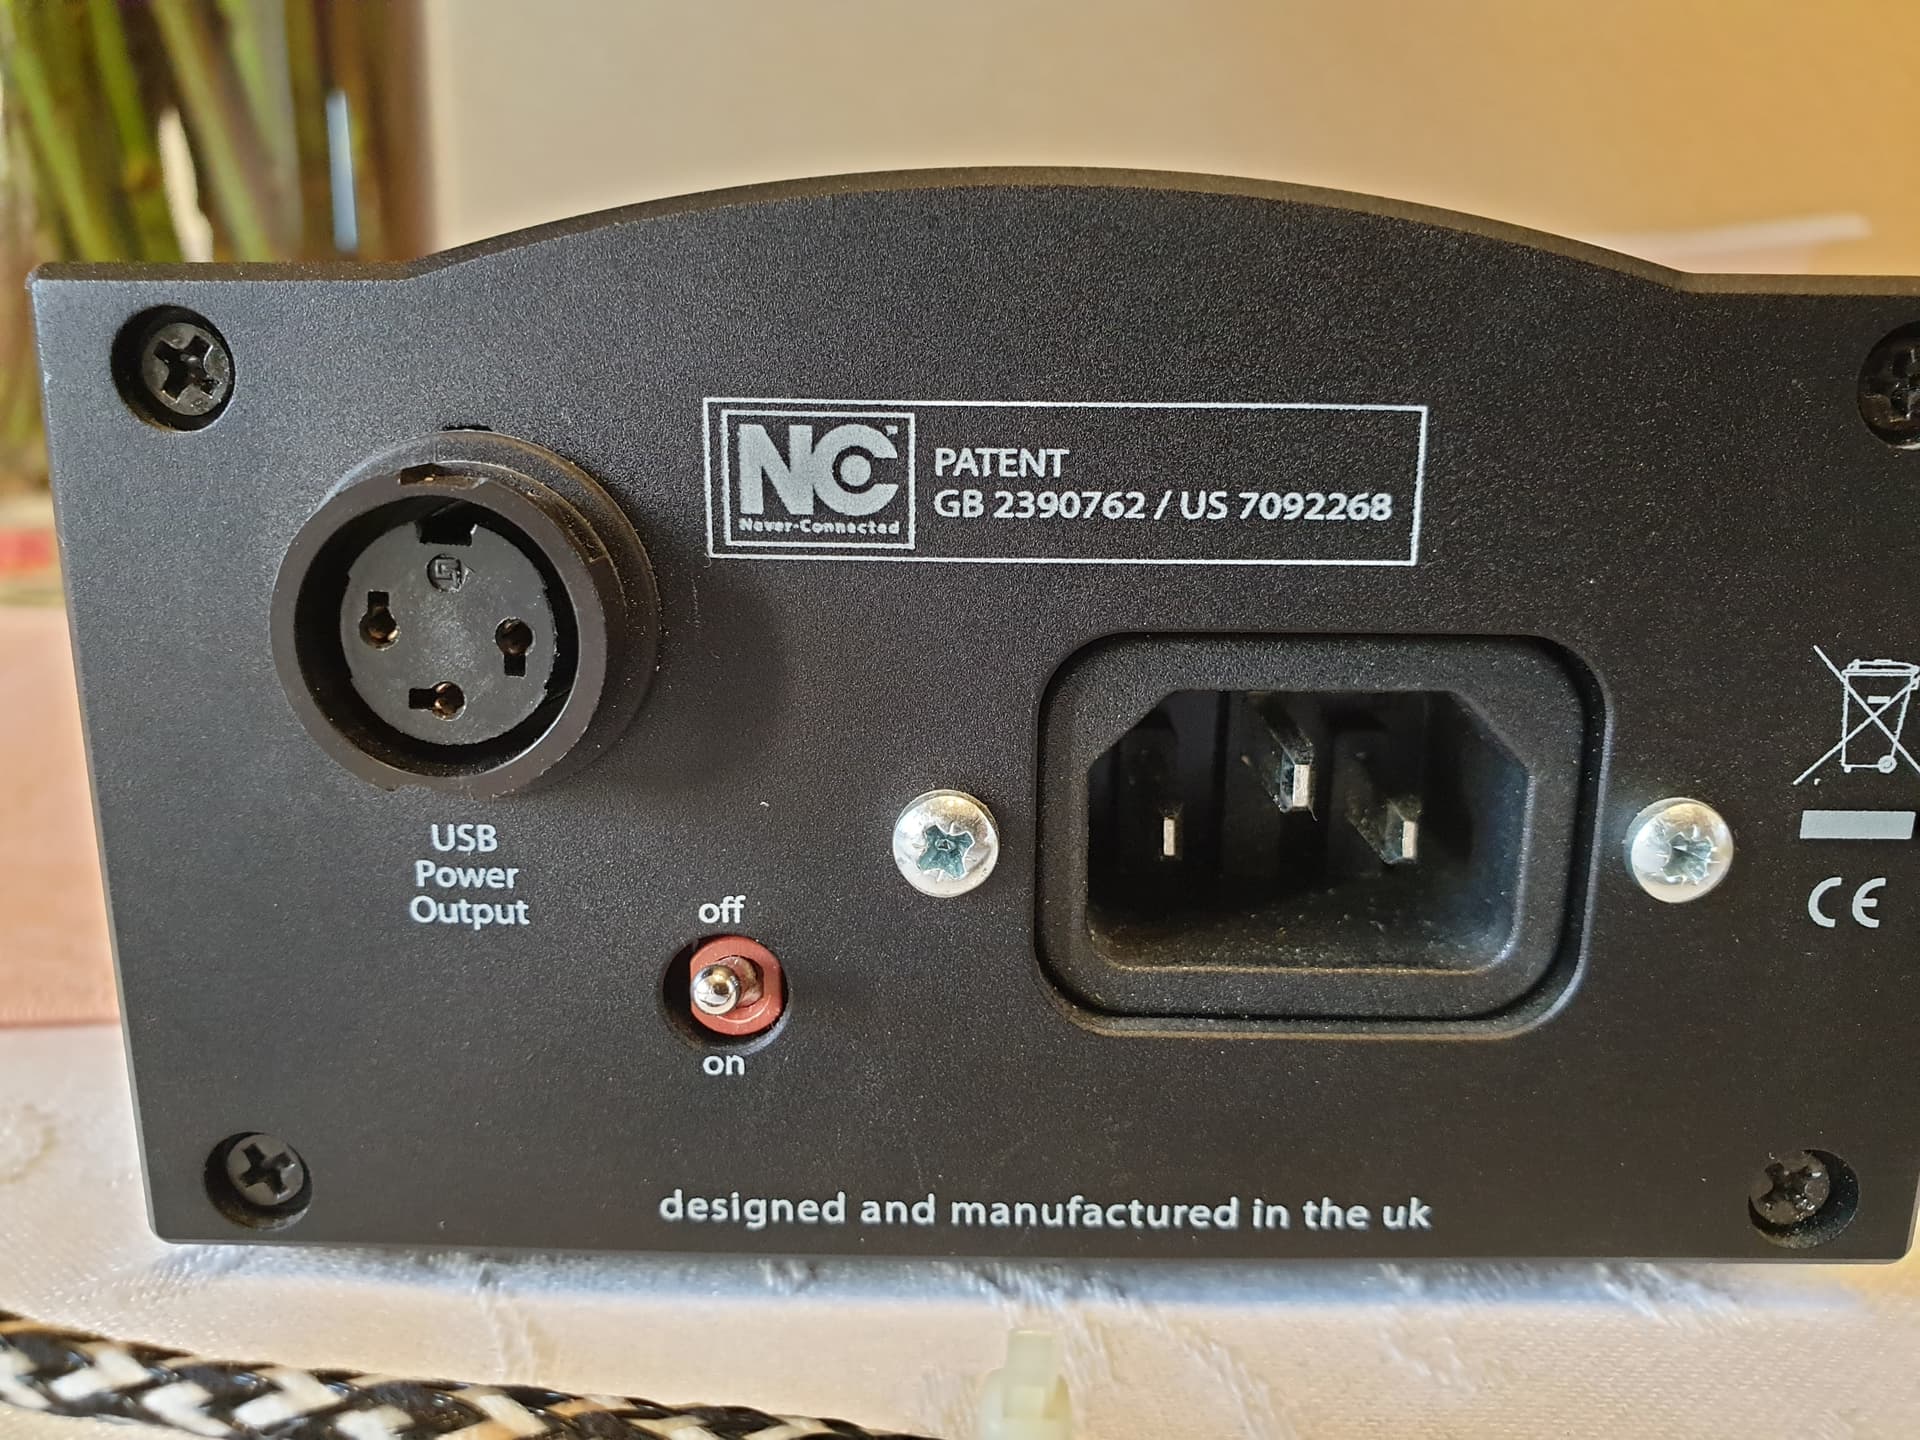 NC™
Never-Connected
PATENT
GB 2390762 / US 7092268
USB
Power
Output
off
on
CE
designed and manufactured in the uk